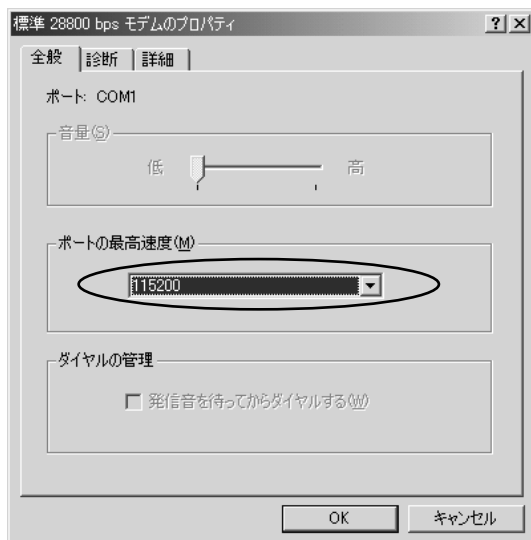 標準 28800 bps モデムのプロパティ
全般 診断 詳細
ポート: COM1
音量(S)
低 高
ポートの最高速度(M)
115200
ダイヤルの管理
発信音を待ってからダイヤルする(W)
OK キャンセル